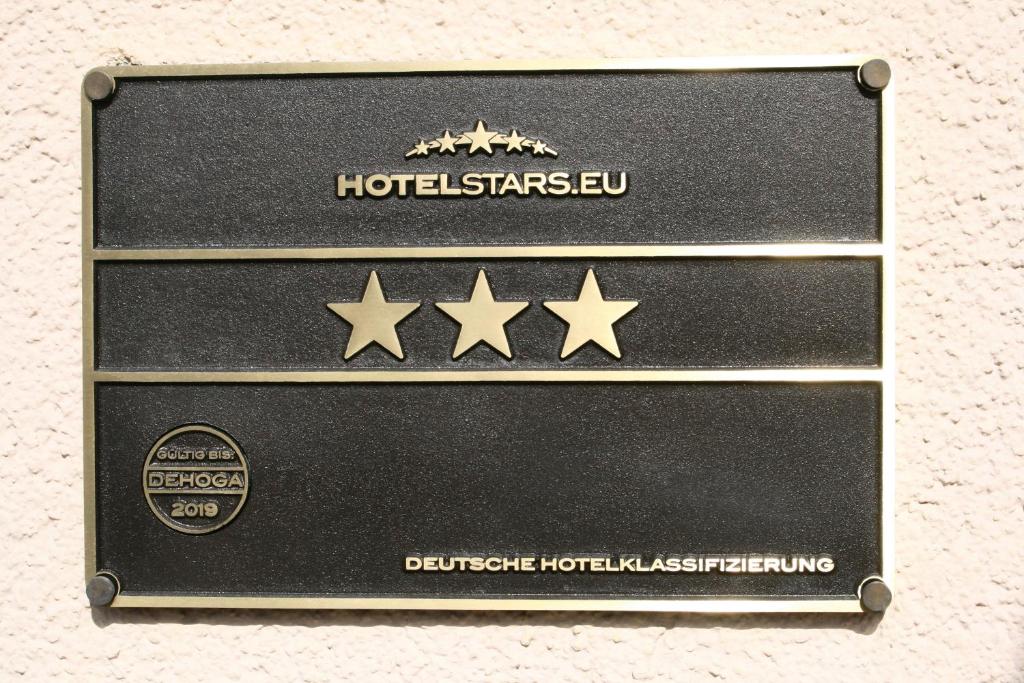 HOTELSTARS.EU
GÜLTIG BIS:
DEHOGA
2019
DEUTSCHE HOTELKLASSIFIZIERUNG